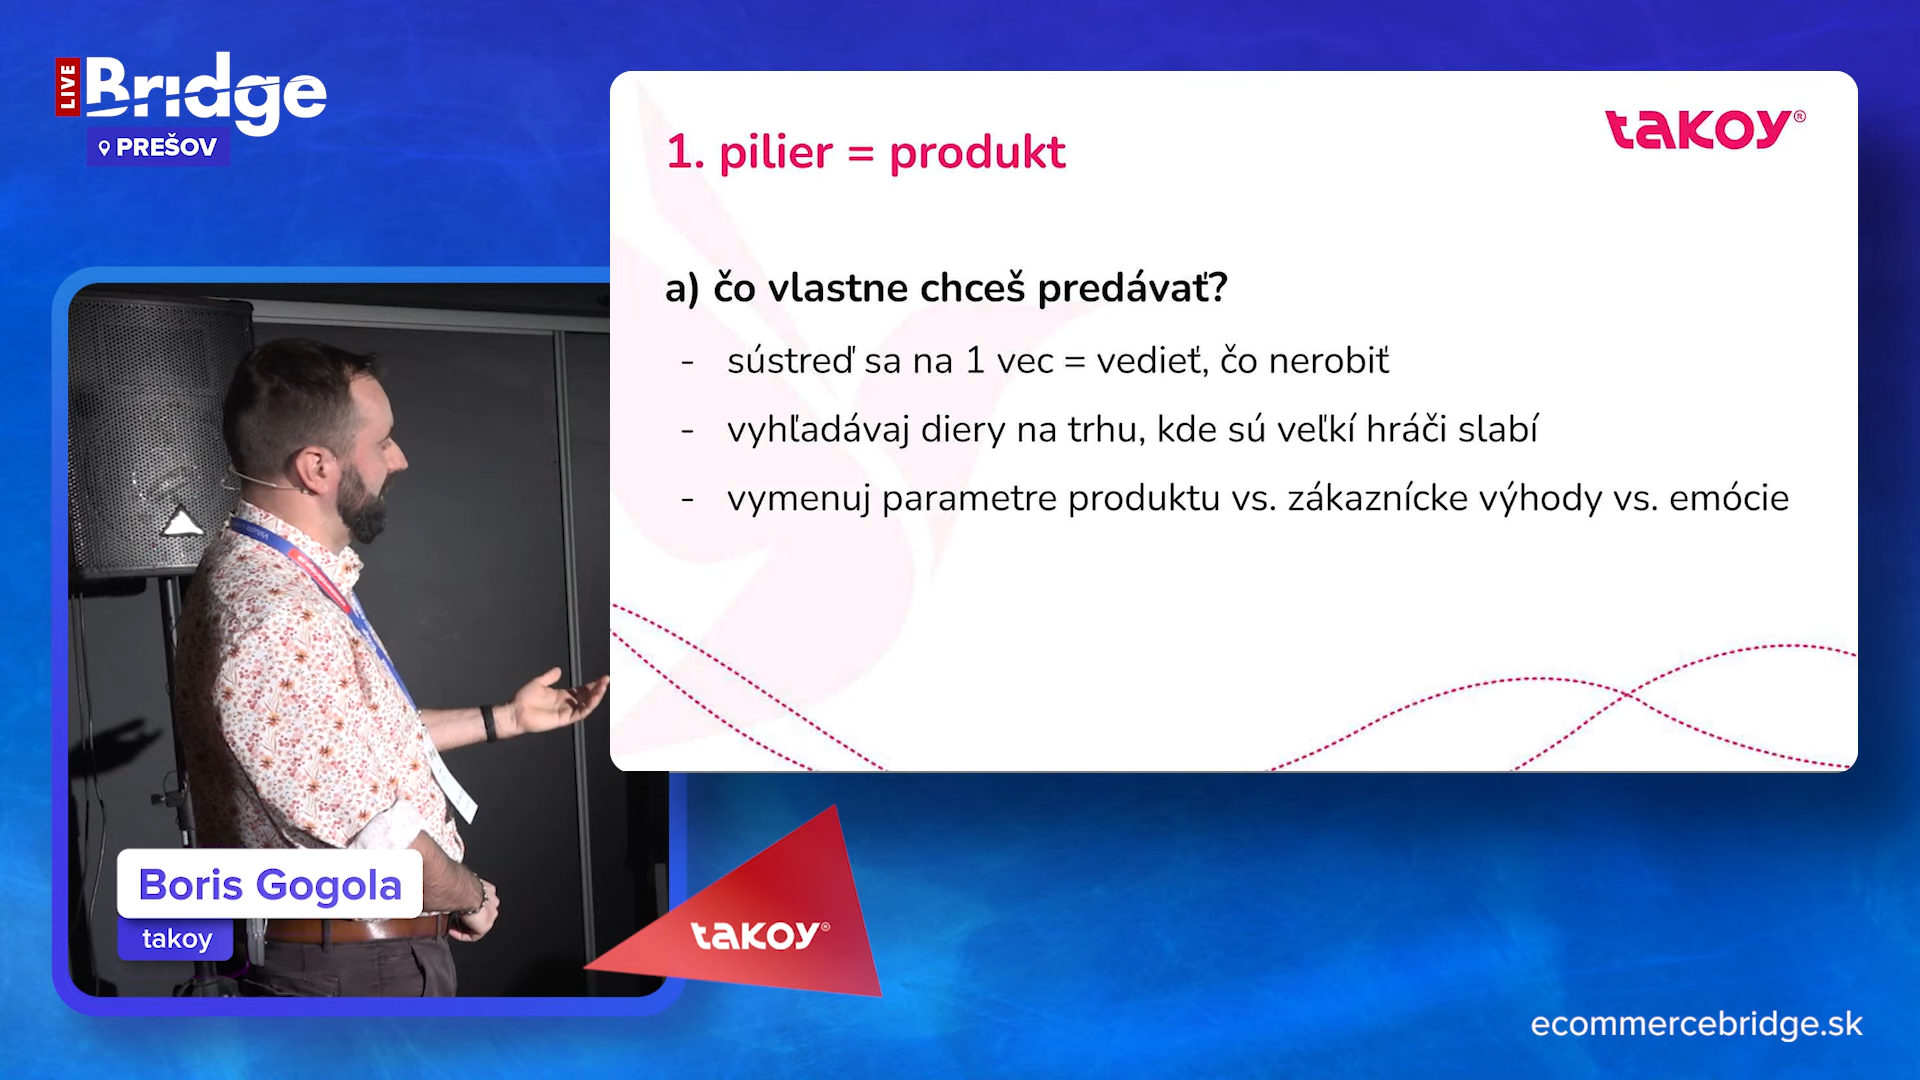 LIVE
Bridge
PREŠOV
takoy®
1. pilier = produkt
a) čo vlastne chceš predávať?
- sústreď sa na 1 vec = vedieť, čo nerobiť
- vyhľadávaj diery na trhu, kde sú veľkí hráči slabí
- vymenuj parametre produktu vs. zákaznícke výhody vs. emócie
Boris Gogola
takoy
takoy®
ecommercebridge.sk